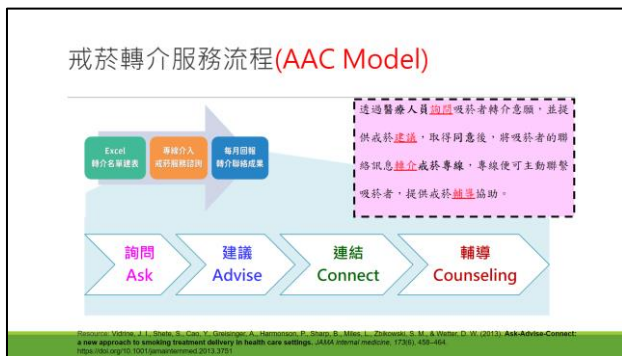 戒菸轉介服務流程(AAC Model)
透過醫療人員詢問吸菸者轉介意願，並提
供戒菸建議，取得同意後，將吸菸者的聯
絡訊息轉介戒菸專線，專線便可主動聯繫
吸菸者，提供戒菸輔導協助。
Excel
轉介名單建表
專線介入
戒菸服務諮詢
每月回報
轉介聯絡成果
詢問
Ask
建議
Advise
連結
Connect
輔導
Counseling
Resource: Vidrine, J. I., Shete, S., Cao, Y., Greisinger, A., Harmonson, P., Sharp, B., Miles, L., Zbikowski, S. M., & Wetter, D. W. (2013). Ask-Advise-Connect:
a new approach to smoking treatment delivery in health care settings. JAMA internal medicine, 173(6), 458–464.
https://doi.org/10.1001/jamainternmed.2013.3751